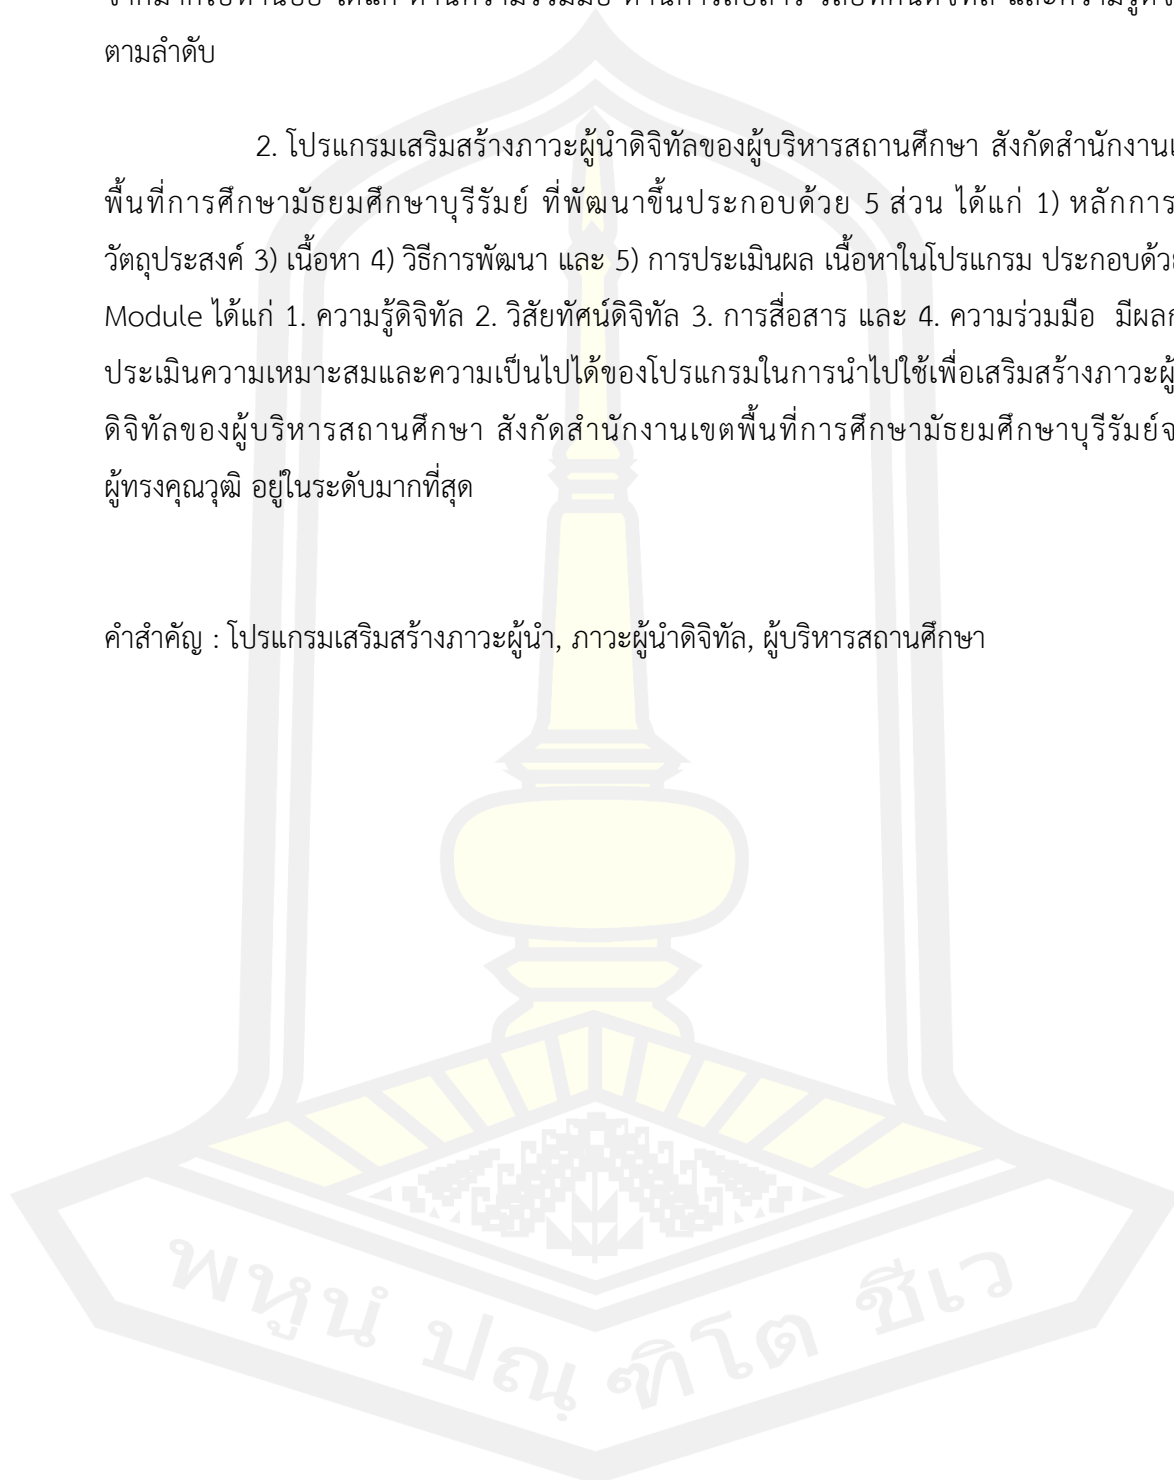 ตามลำดับ
2. โปรแกรมเสริมสร้างภาวะผู้นำดิจิทัลของผู้บริหารสถานศึกษา สังกัดสำนักงานเ
พื้นที่การศึกษามัธยมศึกษาบุรีรัมย์ ที่พัฒนาขึ้นประกอบด้วย 5 ส่วน ได้แก่ 1) หลักการ
วัตถุประสงค์ 3) เนื้อหา 4) วิธีการพัฒนา และ 5) การประเมินผล เนื้อหาในโปรแกรม ประกอบด้ว
Module ได้แก่ 1. ความรู้ดิจิทัล 2. วิสัยทัศน์ดิจิทัล 3. การสื่อสาร และ 4. ความร่วมมือ มีผล
ประเมินความเหมาะสมและความเป็นไปได้ของโปรแกรมในการนำไปใช้เพื่อเสริมสร้างภาวะผู้
ดิจิทัลของผู้บริหารสถานศึกษา สังกัดสำนักงานเขตพื้นที่การศึกษามัธยมศึกษาบุรีรัมย์จ
ผู้ทรงคุณวุฒิ อยู่ในระดับมากที่สุด
คำสำคัญ : โปรแกรมเสริมสร้างภาวะผู้นำ, ภาวะผู้นำดิจิทัล, ผู้บริหารสถานศึกษา
พหูนํ ปณฺฑิโต ชีเว